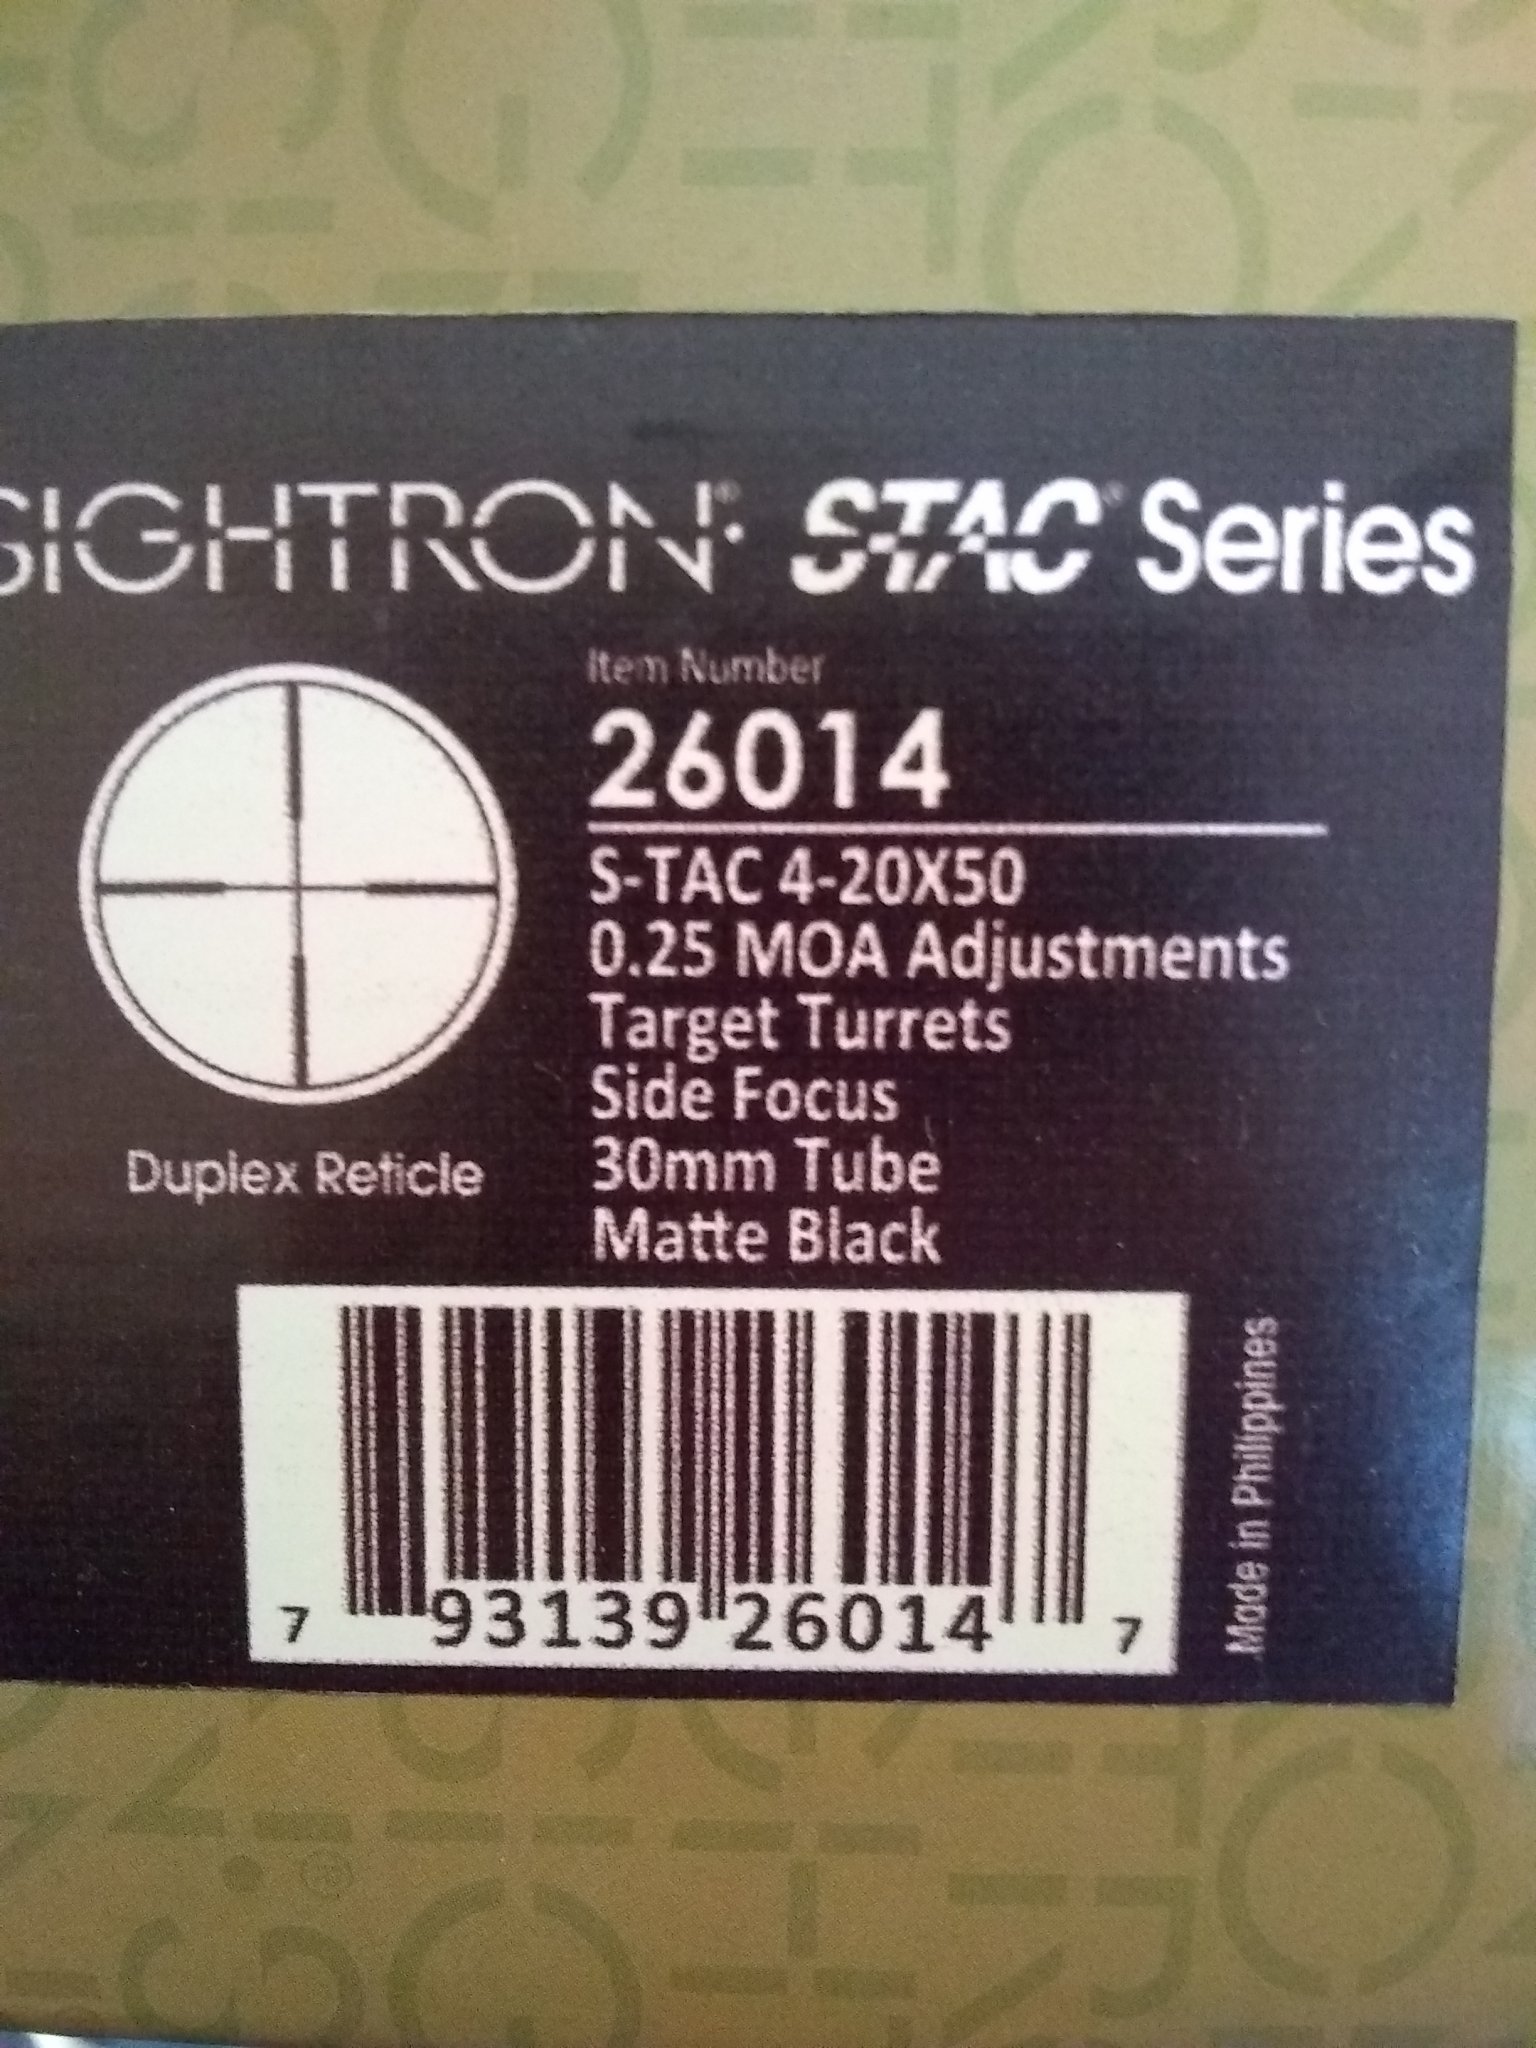 SIGHTRON® S-TAC® Series
Item Number
26014
S-TAC 4-20X50
0.25 MOA Adjustments
Target Turrets
Side Focus
30mm Tube
Matte Black
Duplex Reticle
7 93139 26014 7
Made in Philippines